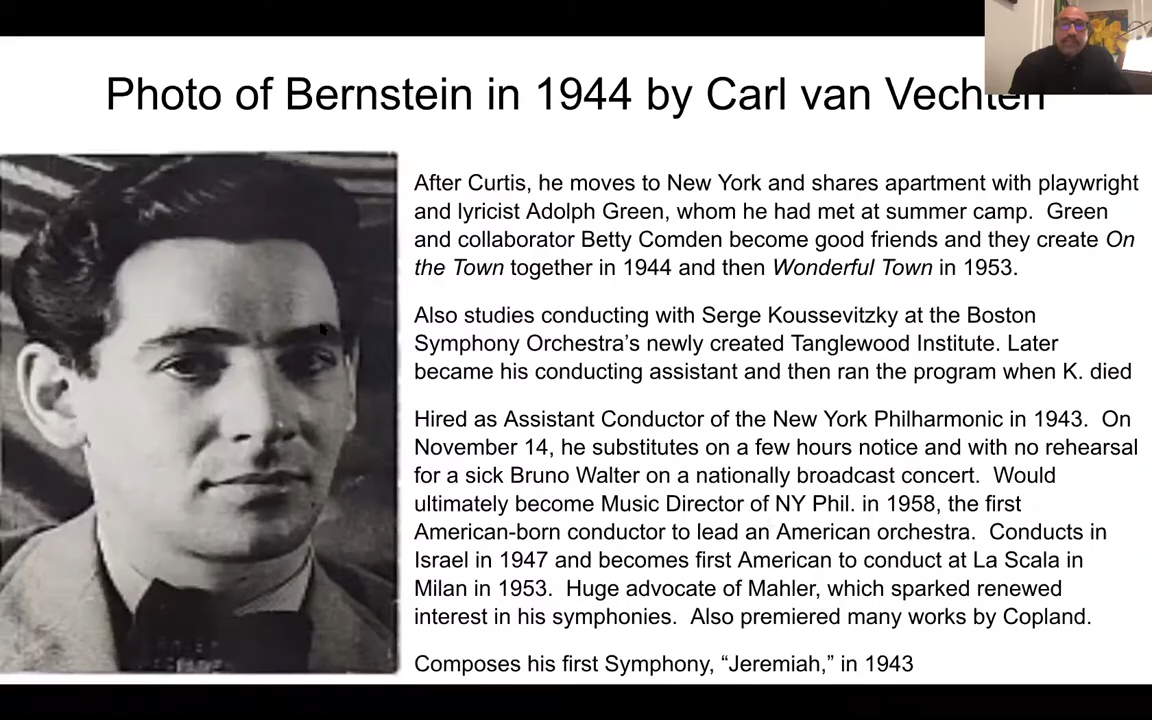 Photo of Bernstein in 1944 by Carl van Vechten
After Curtis, he moves to New York and shares apartment with playwright
and lyricist Adolph Green, whom he had met at summer camp.  Green
and collaborator Betty Comden become good friends and they create On
the Town together in 1944 and then Wonderful Town in 1953.
Also studies conducting with Serge Koussevitzky at the Boston
Symphony Orchestra’s newly created Tanglewood Institute. Later
became his conducting assistant and then ran the program when K. died
Hired as Assistant Conductor of the New York Philharmonic in 1943.  On
November 14, he substitutes on a few hours notice and with no rehearsal
for a sick Bruno Walter on a nationally broadcast concert.  Would
ultimately become Music Director of NY Phil. in 1958, the first
American-born conductor to lead an American orchestra.  Conducts in
Israel in 1947 and becomes first American to conduct at La Scala in
Milan in 1953.  Huge advocate of Mahler, which sparked renewed
interest in his symphonies.  Also premiered many works by Copland.
Composes his first Symphony, “Jeremiah,” in 1943